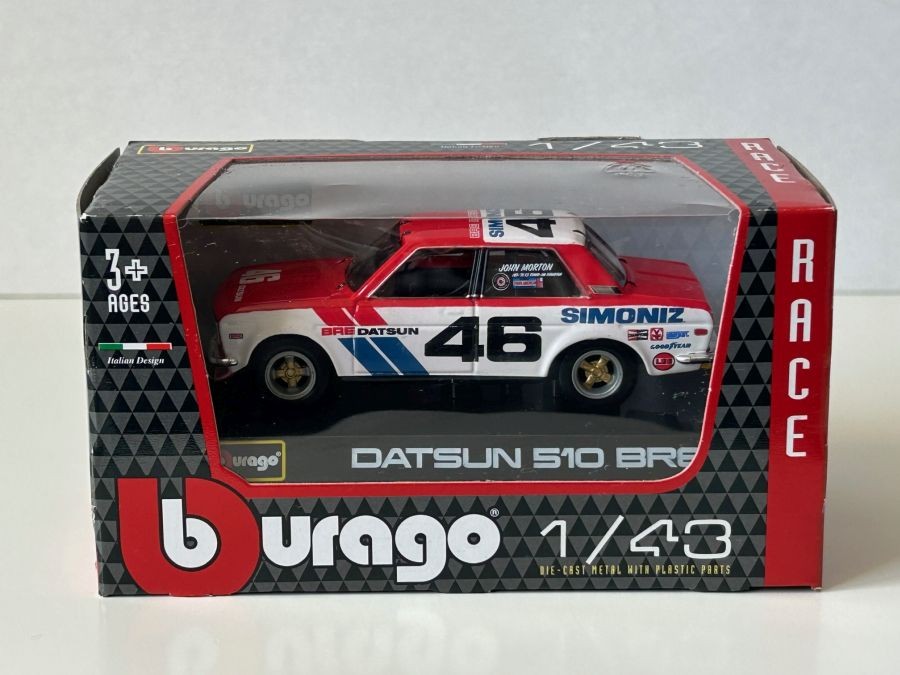 burago
1/43
RACE
burago
3+
AGES
Italian Design
RACE
46
SIMONIZ
46
JOHN MORTON
SIMONIZ
BRE DATSUN
46
GOODYEAR
burago
DATSUN 510 BRE
burago®
1/43
DIE-CAST METAL WITH PLASTIC PARTS